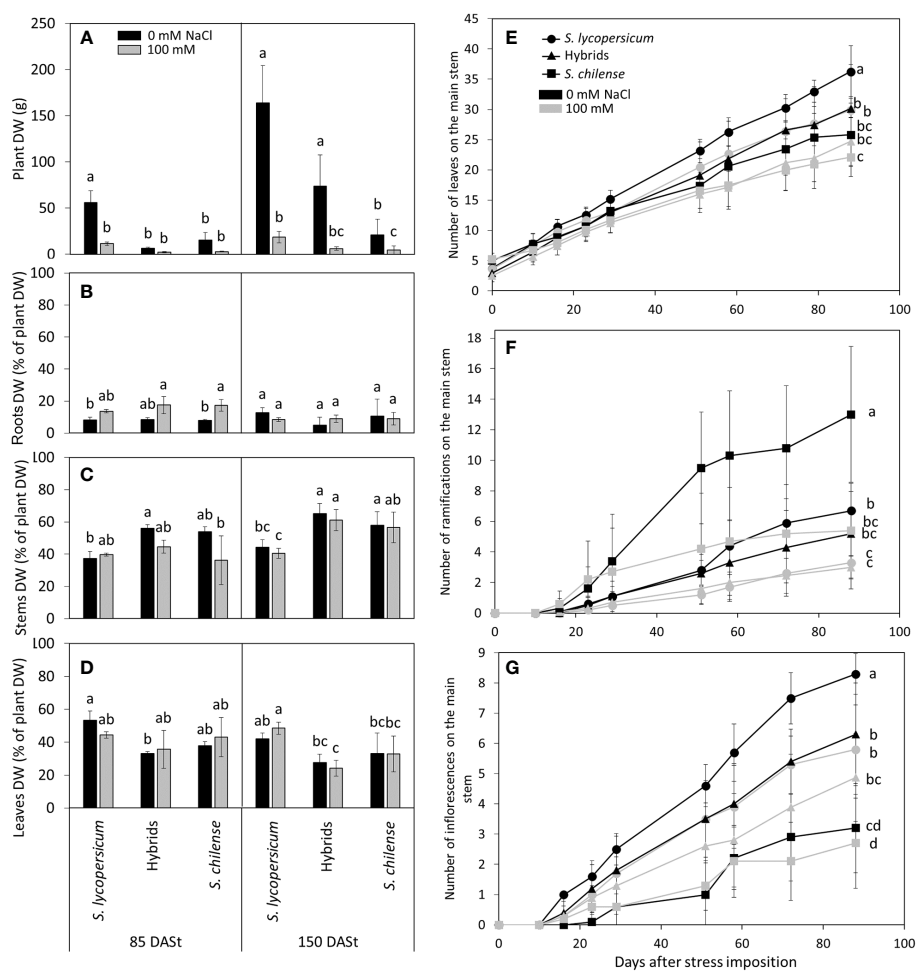 A
0 mM NaCl
100 mM
Plant DW (g)
250
200
150
100
50
0
a
b
b
b
b
b
a
b
a
bc
b
c
B
Roots DW (% of plant DW)
100
80
60
40
20
0
b
ab
ab
a
b
a
a
a
a
a
a
a
C
Stems DW (% of plant DW)
100
80
60
40
20
0
b
ab
a
ab
a
b
bc
c
a
a
a
ab
D
Leaves DW (% of plant DW)
100
80
60
40
20
0
a
ab
b
ab
ab
ab
ab
a
bc
c
bc
bc
S. lycopersicum
Hybrids
S. chilense
S. lycopersicum
Hybrids
S. chilense
85 DASt
150 DASt
E
S. lycopersicum
Hybrids
S. chilense
0 mM NaCl
100 mM
Number of leaves on the main stem
45
40
35
30
25
20
15
10
5
0
a
b
b
bc
bc
c
0
20
40
60
80
100
F
Number of ramifications on the main stem
18
16
14
12
10
8
6
4
2
0
a
b
bc
bc
c
c
0
20
40
60
80
100
G
Number of inflorescences on the main
stem
9
8
7
6
5
4
3
2
1
0
a
b
b
bc
cd
d
0
20
40
60
80
100
Days after stress imposition